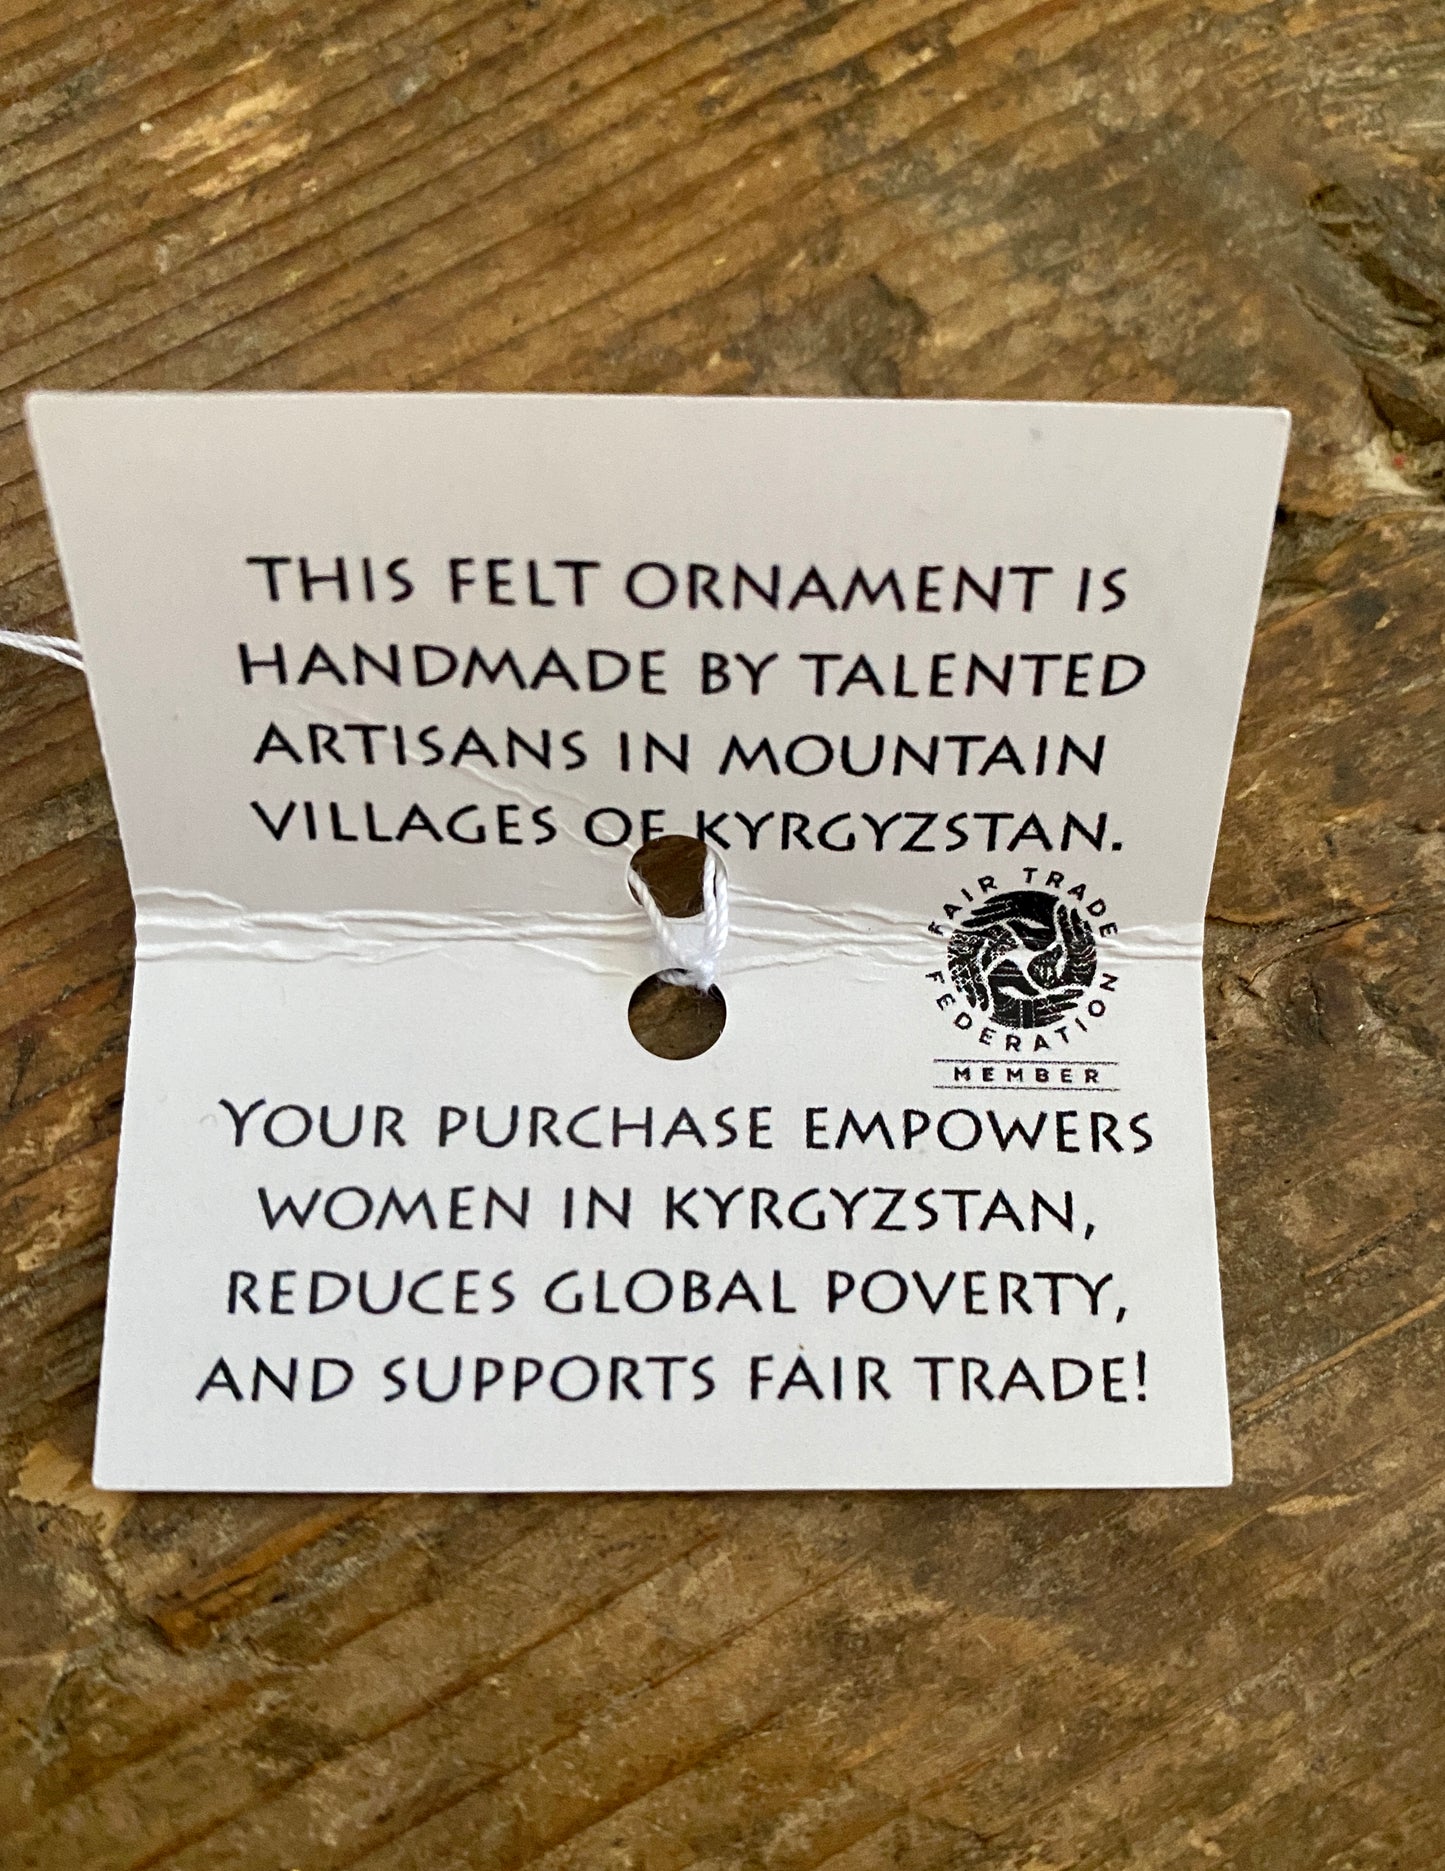 THIS FELT ORNAMENT IS
HANDMADE BY TALENTED
ARTISANS IN MOUNTAIN
VILLAGES OF KYRGYZSTAN.
FAIR TRADE
FEDERATION
MEMBER
YOUR PURCHASE EMPOWERS
WOMEN IN KYRGYZSTAN,
REDUCES GLOBAL POVERTY,
AND SUPPORTS FAIR TRADE!